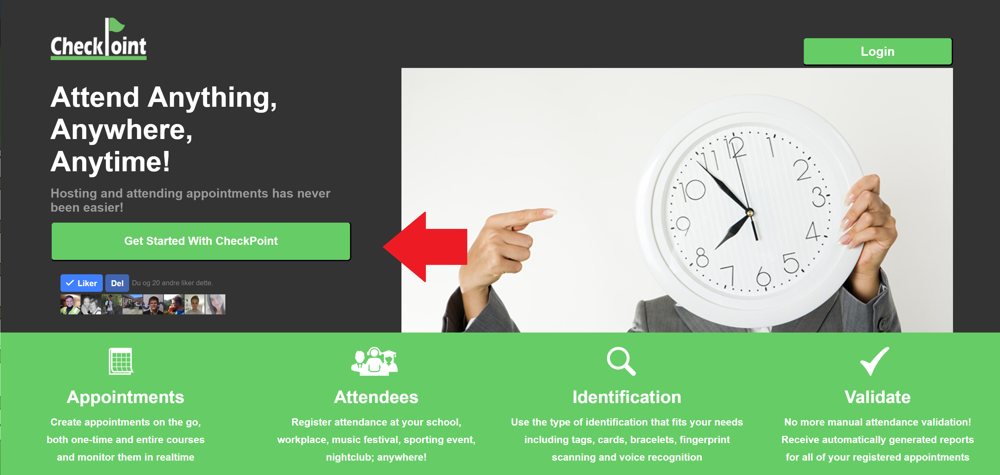 CheckPoint
Login
Attend Anything,
Anywhere,
Anytime!
Hosting and attending appointments has never
been easier!
Get Started With CheckPoint
Liker
Del
Du og 20 andre liker dette.
12
1
2
3
4
5
6
7
8
9
10
11
Appointments
Create appointments on the go,
both one-time and entire courses
and monitor them in realtime
Attendees
Register attendance at your school,
workplace, music festival, sporting event,
nightclub; anywhere!
Identification
Use the type of identification that fits your needs
including tags, cards, bracelets, fingerprint
scanning and voice recognition
Validate
No more manual attendance validation!
Receive automatically generated reports
for all of your registered appointments